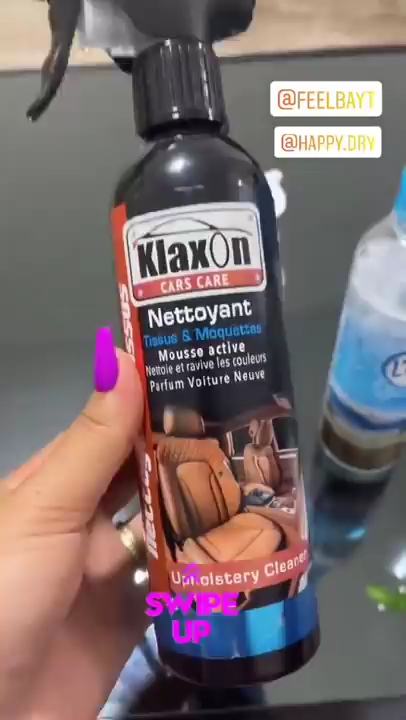 @FEELBAYT
@HAPPY.DRY
KlaxOn
CARS CARE
Nettoyant
Tissus & Moquettes
Mousse active
Nettoie et ravive les couleurs
Parfum Voiture Neuve
Upholstery Cleaner
SWIPE
UP